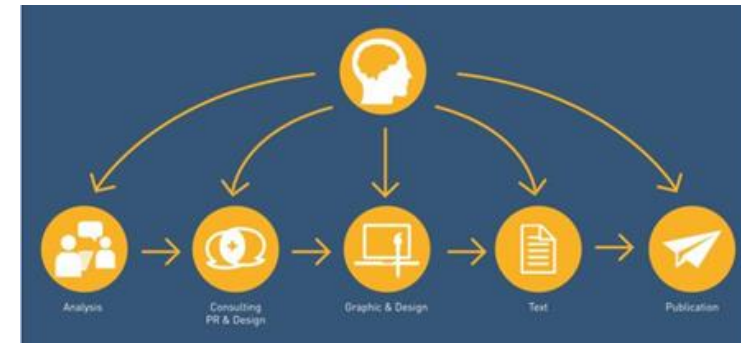 Analysis
Consulting
PR & Design
Graphic & Design
Text
Publication